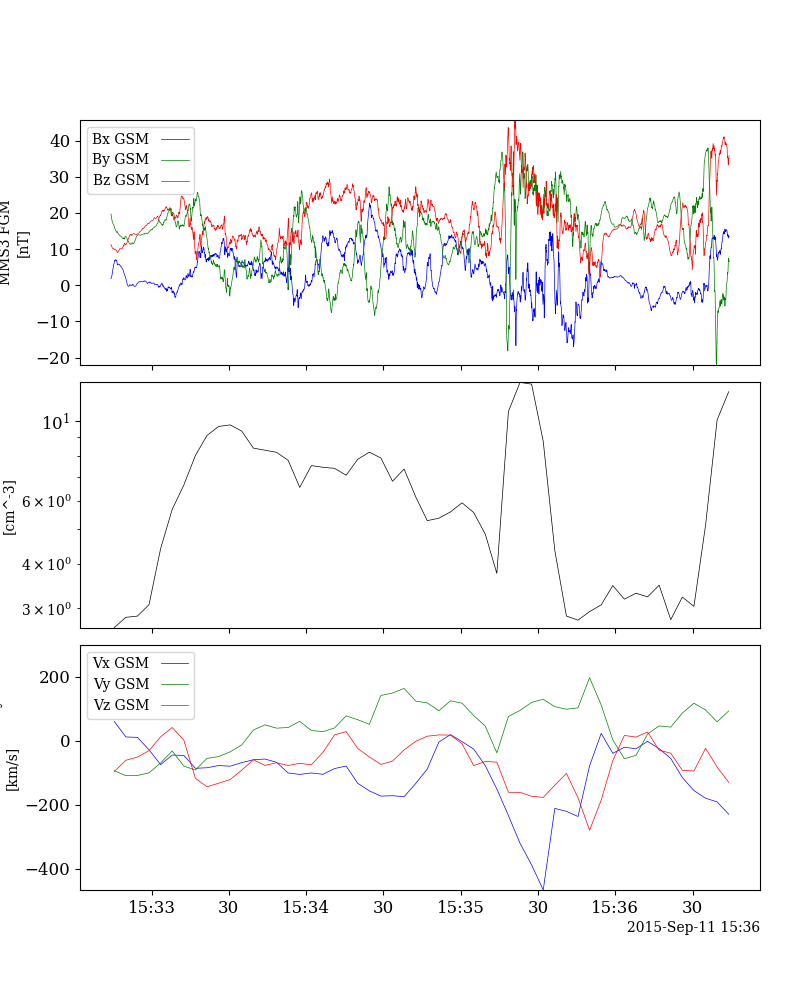 40
30
20
10
0
−10
−20
MMS3 FGM
[nT]
Bx GSM
By GSM
Bz GSM
10¹
6 × 10⁰
4 × 10⁰
3 × 10⁰
[cm^-3]
200
0
−200
−400
[km/s]
Vx GSM
Vy GSM
Vz GSM
15:33 30 15:34 30 15:35 30 15:36 30
2015-Sep-11 15:36